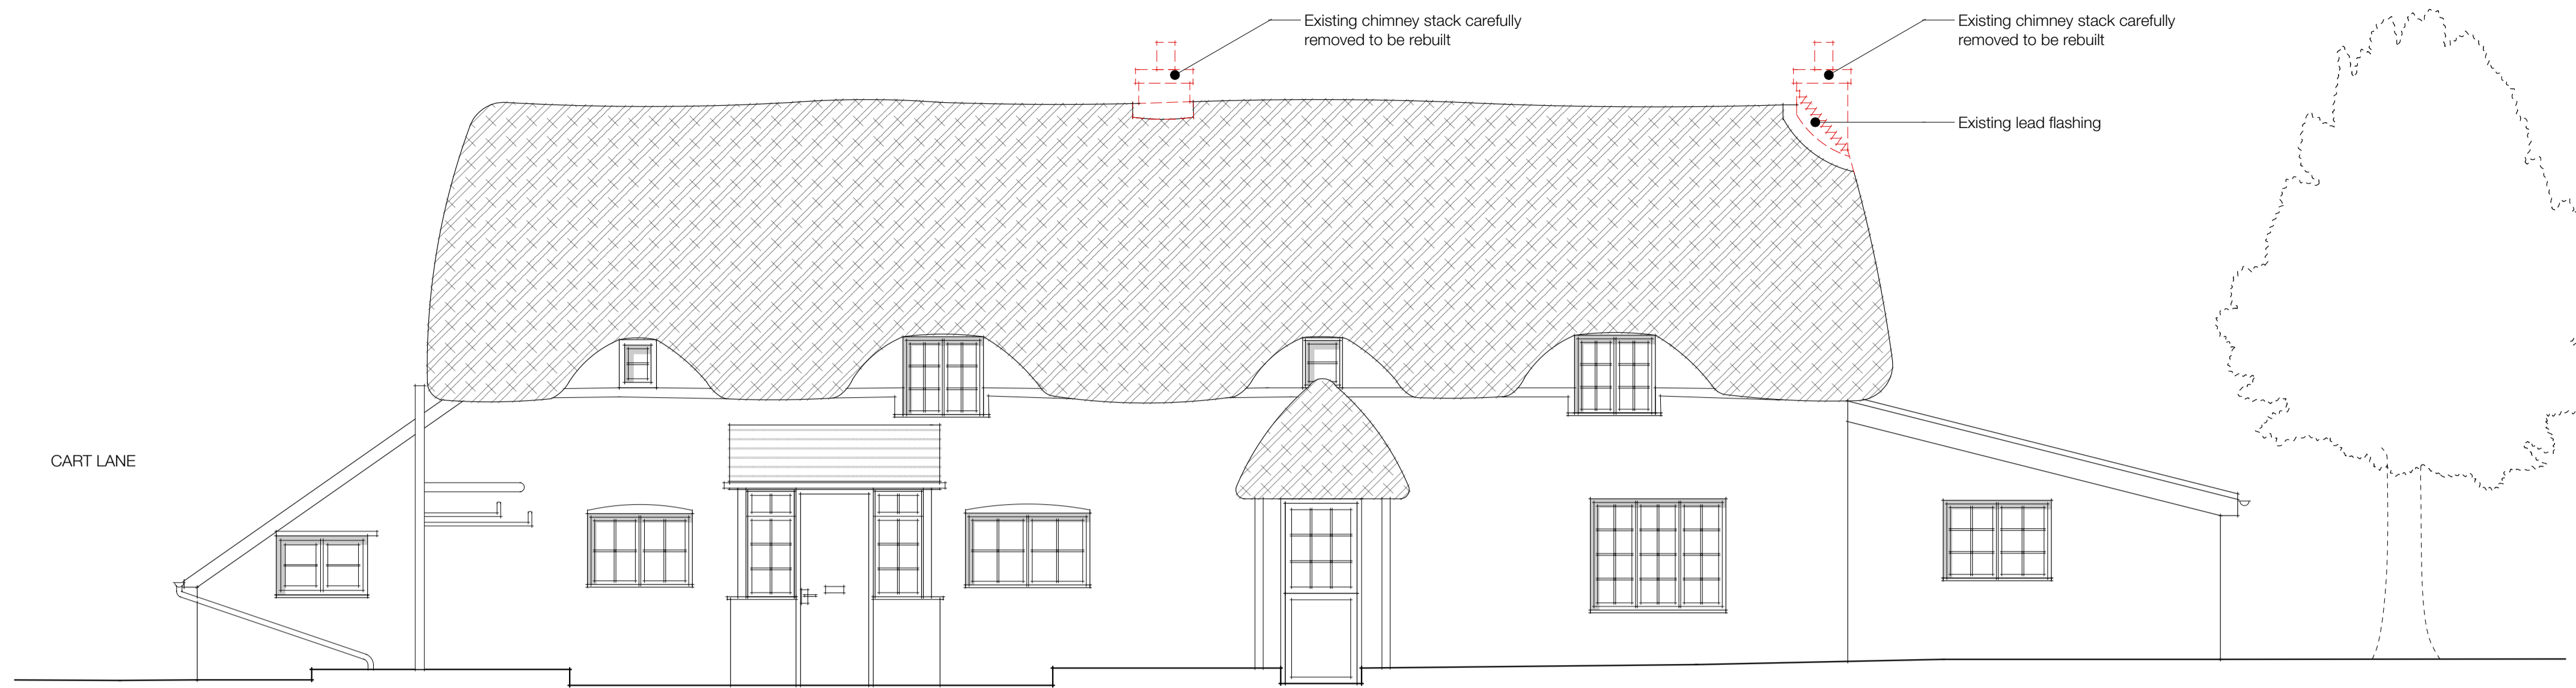 Existing chimney stack carefully
removed to be rebuilt
Existing chimney stack carefully
removed to be rebuilt
Existing lead flashing
CART LANE